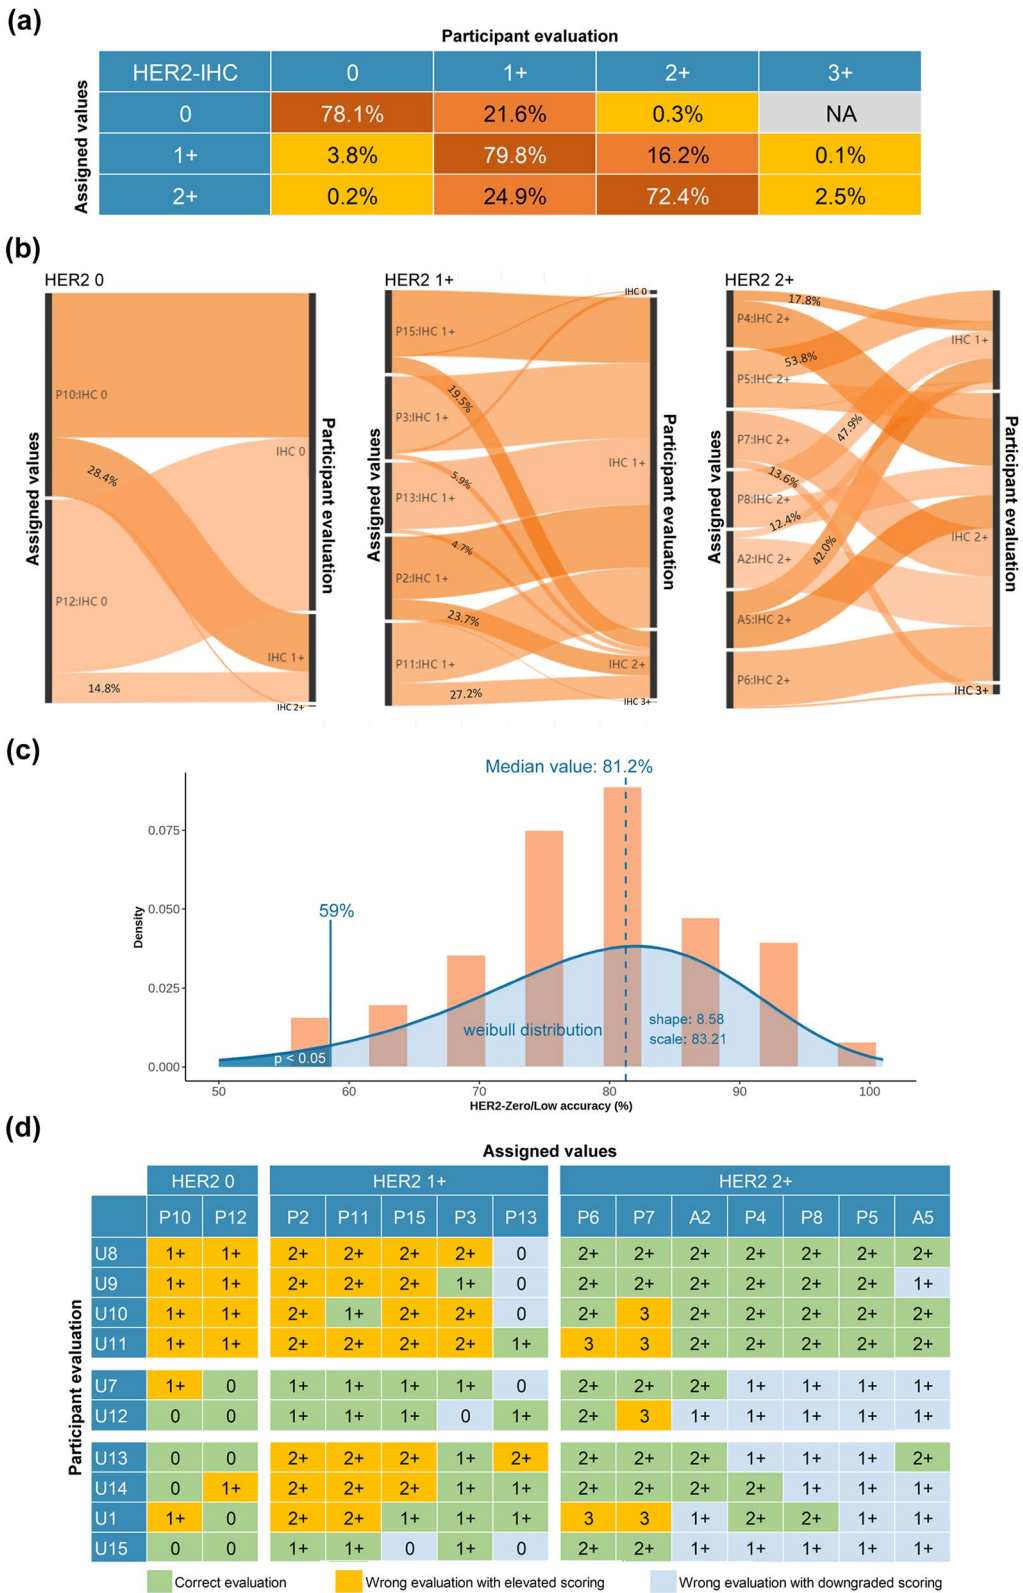 (a)
Participant evaluation
Assigned values
HER2-IHC 0 1+ 2+ 3+
0 78.1% 21.6% 0.3% NA
1+ 3.8% 79.8% 16.2% 0.1%
2+ 0.2% 24.9% 72.4% 2.5%
(b)
HER2 0
Assigned values
P10:IHC 0
28.4%
P12:IHC 0
14.8%
IHC 0
IHC 1+
IHC 2+
Participant evaluation
HER2 1+
Assigned values
P15:IHC 1+
19.5%
P3:IHC 1+
5.9%
P13:IHC 1+
4.7%
P2:IHC 1+
23.7%
P11:IHC 1+
27.2%
IHC 0
IHC 1+
IHC 2+
IHC 3+
Participant evaluation
HER2 2+
Assigned values
17.8%
P4:IHC 2+
53.8%
P5:IHC 2+
47.9%
P7:IHC 2+
13.6%
P8:IHC 2+
12.4%
42.0%
A2:IHC 2+
A5:IHC 2+
P6:IHC 2+
IHC 1+
IHC 2+
IHC 3+
Participant evaluation
(c)
Median value: 81.2%
59%
weibull distribution
shape: 8.58
scale: 83.21
p < 0.05
Density
0.075
0.050
0.025
0.000
50 60 70 80 90 100
HER2-Zero/Low accuracy (%)
(d)
Assigned values
Participant evaluation
HER2 0 HER2 1+ HER2 2+
P10 P12 P2 P11 P15 P3 P13 P6 P7 A2 P4 P8 P5 A5
U8 1+ 1+ 2+ 2+ 2+ 2+ 0 2+ 2+ 2+ 2+ 2+ 2+ 2+
U9 1+ 1+ 2+ 2+ 2+ 1+ 0 2+ 2+ 2+ 2+ 2+ 2+ 1+
U10 1+ 1+ 2+ 1+ 2+ 2+ 0 2+ 3 2+ 2+ 2+ 2+ 2+
U11 1+ 1+ 2+ 2+ 2+ 2+ 1+ 3 3 2+ 2+ 2+ 2+ 2+
U7 1+ 0 1+ 1+ 1+ 1+ 0 2+ 2+ 2+ 1+ 1+ 1+ 1+
U12 0 0 1+ 1+ 1+ 0 1+ 2+ 3 1+ 1+ 1+ 1+ 1+
U13 0 0 2+ 2+ 2+ 1+ 2+ 2+ 2+ 2+ 1+ 1+ 1+ 2+
U14 0 1+ 2+ 2+ 2+ 1+ 1+ 2+ 2+ 2+ 2+ 1+ 1+ 1+
U1 1+ 0 2+ 2+ 1+ 1+ 1+ 3 3 1+ 2+ 2+ 1+ 1+
U15 0 0 1+ 1+ 0 1+ 0 2+ 2+ 1+ 1+ 1+ 1+ 1+
Correct evaluation
Wrong evaluation with elevated scoring
Wrong evaluation with downgraded scoring